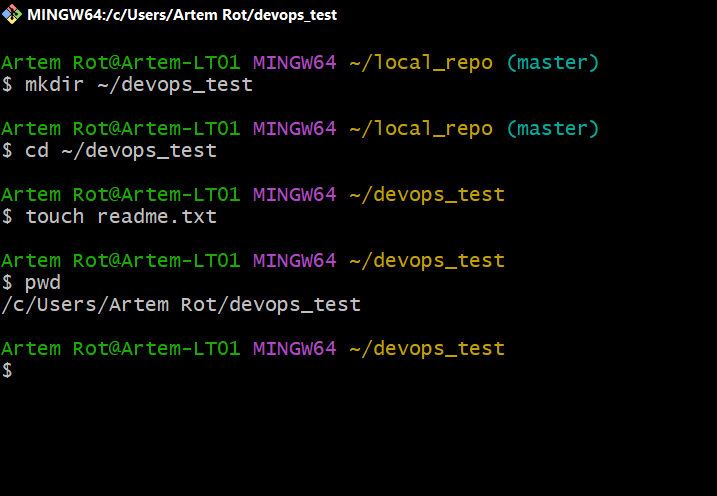 MINGW64:/c/Users/Artem Rot/devops_test
Artem Rot@Artem-LT01 MINGW64 ~/local_repo (master)
$ mkdir ~/devops_test
Artem Rot@Artem-LT01 MINGW64 ~/local_repo (master)
$ cd ~/devops_test
Artem Rot@Artem-LT01 MINGW64 ~/devops_test
$ touch readme.txt
Artem Rot@Artem-LT01 MINGW64 ~/devops_test
$ pwd
/c/Users/Artem Rot/devops_test
Artem Rot@Artem-LT01 MINGW64 ~/devops_test
$